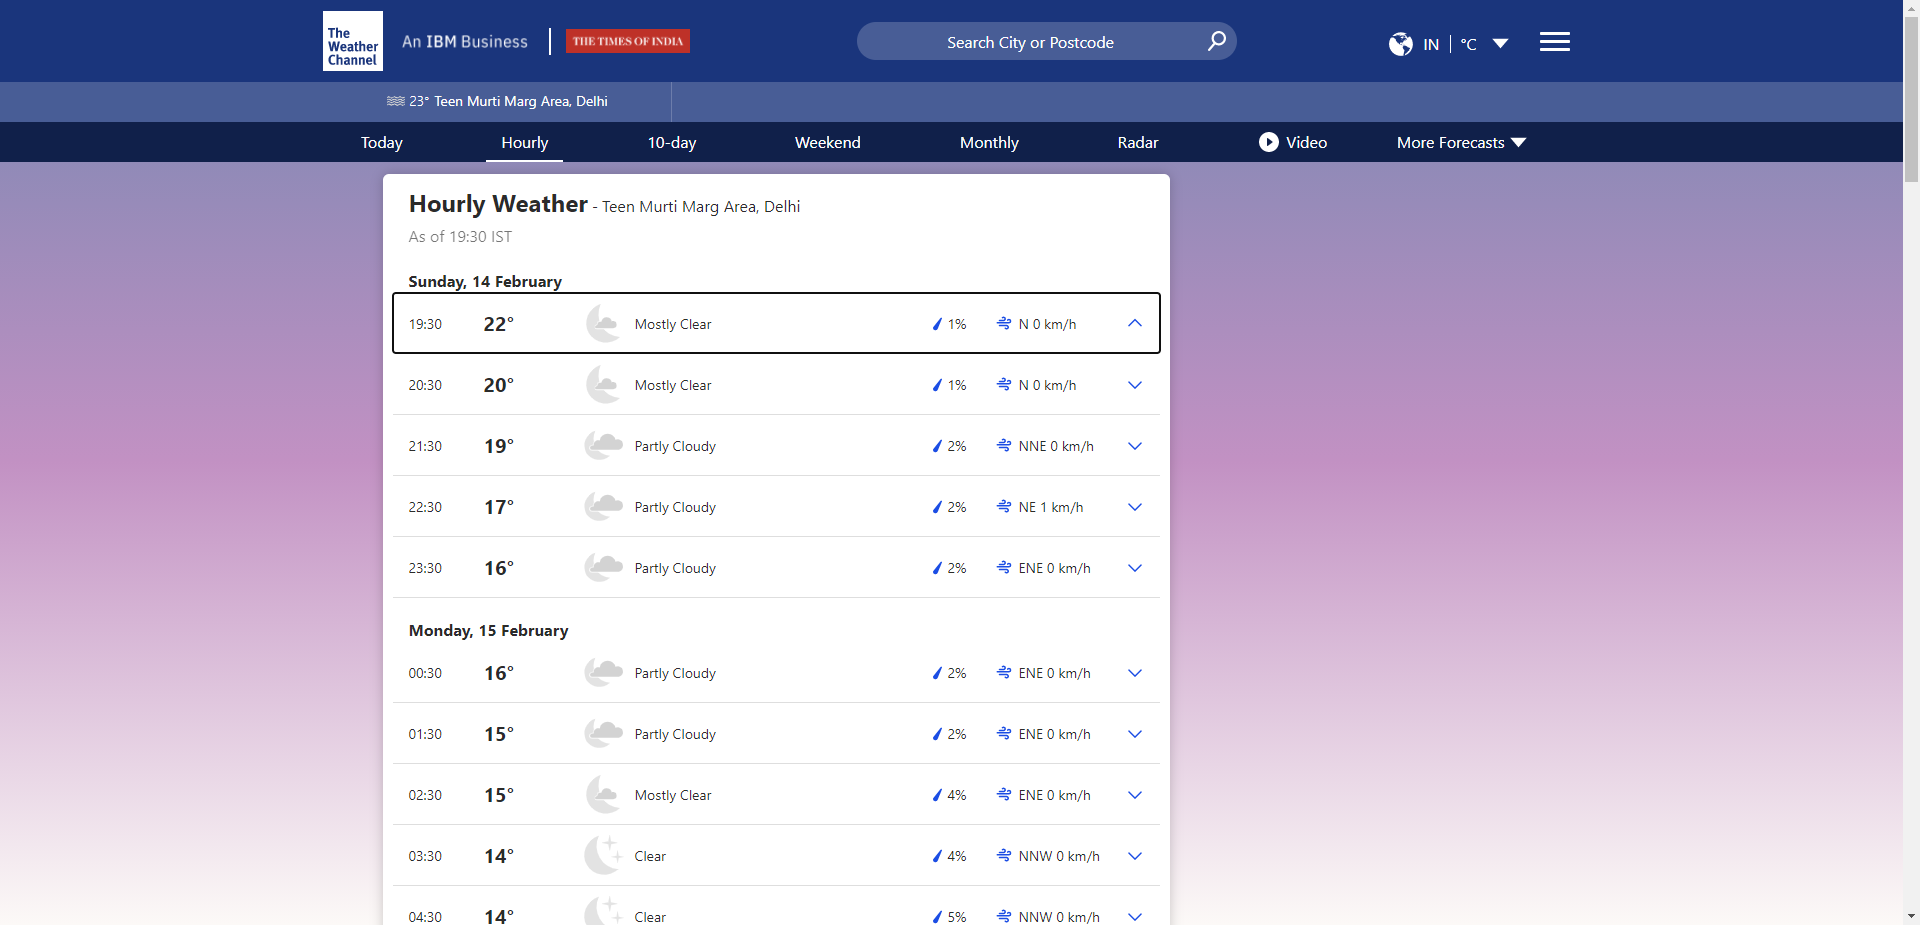 The
Weather
Channel
An IBM Business
THE TIMES OF INDIA
Search City or Postcode
IN
°C
23° Teen Murti Marg Area, Delhi
Today
Hourly
10-day
Weekend
Monthly
Radar
Video
More Forecasts
Hourly Weather - Teen Murti Marg Area, Delhi
As of 19:30 IST
Sunday, 14 February
19:30 22° Mostly Clear 1% N 0 km/h
20:30 20° Mostly Clear 1% N 0 km/h
21:30 19° Partly Cloudy 2% NNE 0 km/h
22:30 17° Partly Cloudy 2% NE 1 km/h
23:30 16° Partly Cloudy 2% ENE 0 km/h
Monday, 15 February
00:30 16° Partly Cloudy 2% ENE 0 km/h
01:30 15° Partly Cloudy 2% ENE 0 km/h
02:30 15° Mostly Clear 4% ENE 0 km/h
03:30 14° Clear 4% NNW 0 km/h
04:30 14° Clear 5% NNW 0 km/h